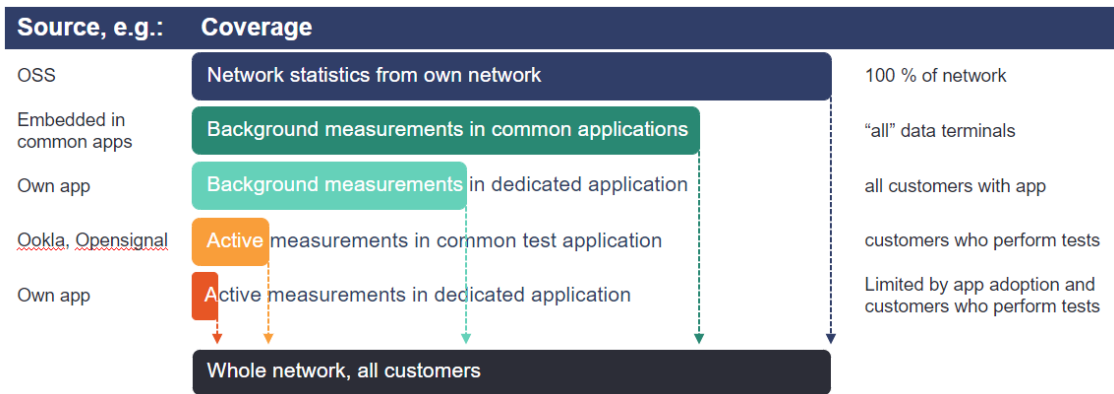 Source, e.g.: Coverage
OSS Network statistics from own network 100 % of network
Embedded in
common apps Background measurements in common applications “all” data terminals
Own app Background measurements in dedicated application all customers with app
Ookla, Opensignal Active measurements in common test application customers who perform tests
Own app Active measurements in dedicated application Limited by app adoption and
customers who perform tests
Whole network, all customers